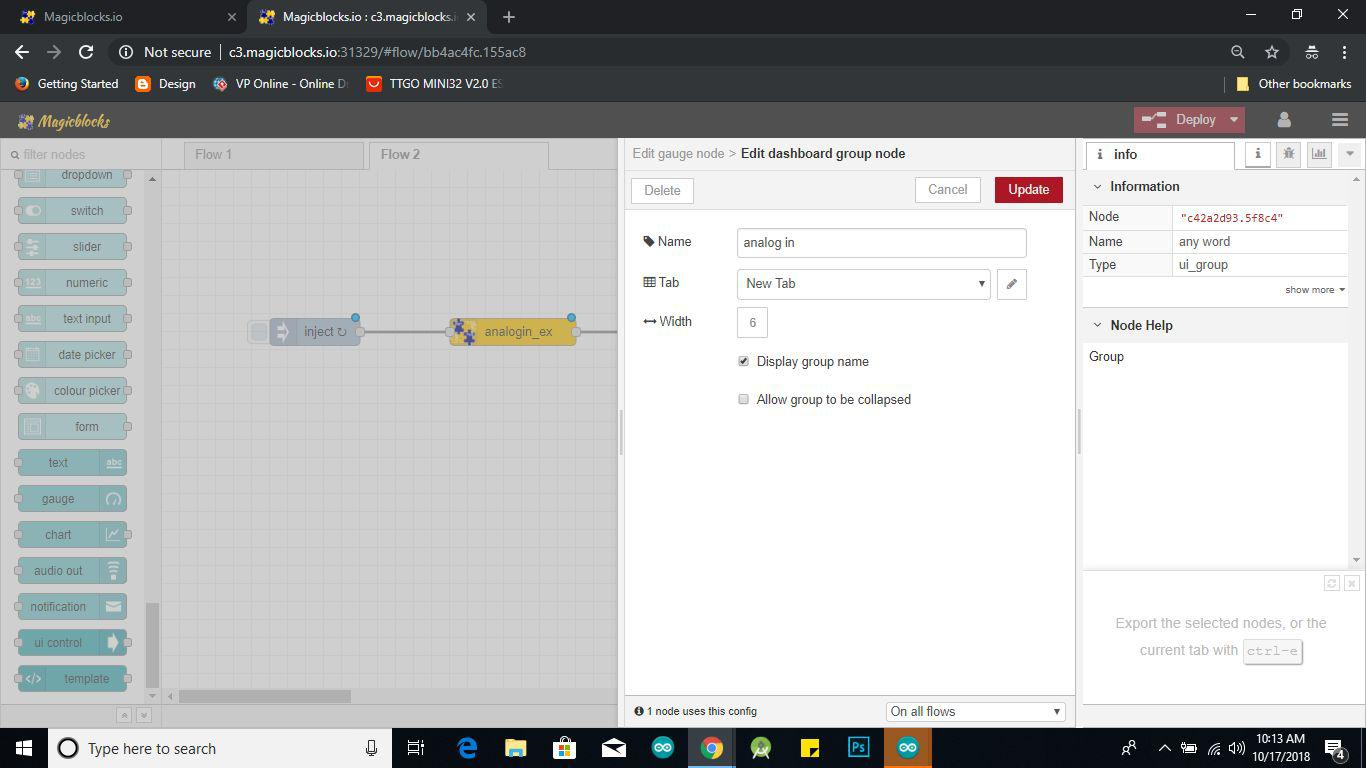 Magicblocks.io
Magicblocks.io : c3.magicblocks.i
Not secure | c3.magicblocks.io:31329/#flow/bb4ac4fc.155ac8
Getting Started
Design
VP Online - Online D
TTGO MINI32 V2.0 ES
Other bookmarks
Magicblocks
Deploy
filter nodes
dropdown
switch
slider
123 numeric
abc text input
date picker
colour picker
form
text abc
gauge
chart
audio out
notification
ui control
</> template
Flow 1
Flow 2
inject ↻
analogin_ex
Edit gauge node > Edit dashboard group node
Delete
Cancel
Update
Name
analog in
Tab
New Tab
Width
6
Display group name
Allow group to be collapsed
1 node uses this config
On all flows
i info
i
Information
Node "c42a2d93.5f8c4"
Name any word
Type ui_group
show more
Node Help
Group
Export the selected nodes, or the
current tab with ctrl-e
Type here to search
Ps
10:13 AM
10/17/2018
4